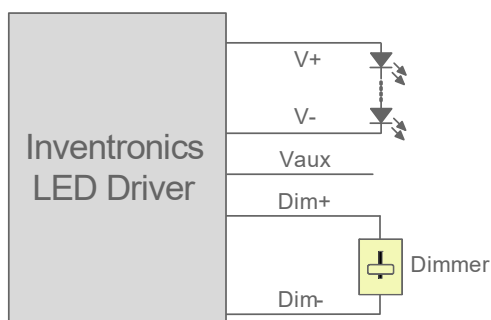 Inventronics
LED Driver
V+
V-
Vaux
Dim+
Dimmer
Dim-